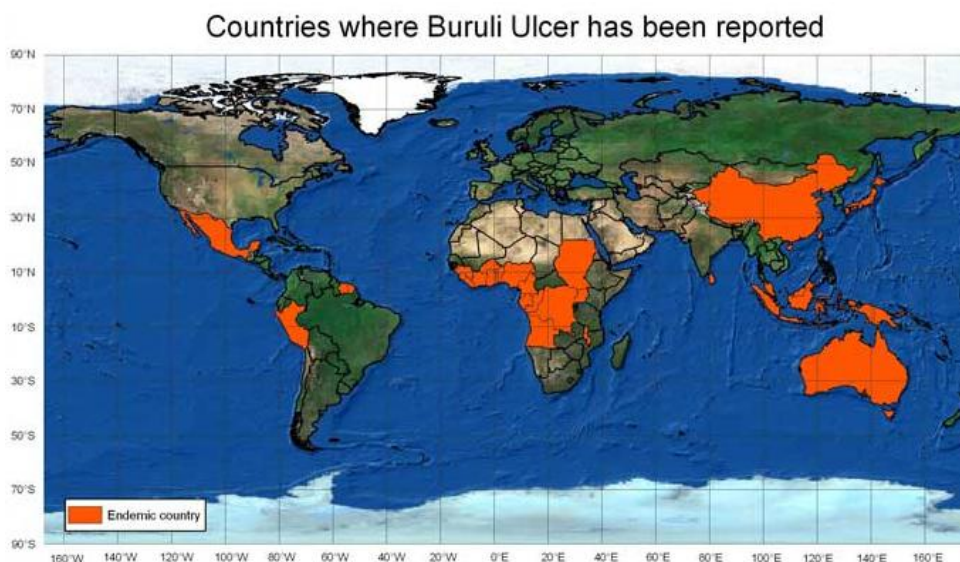 Countries where Buruli Ulcer has been reported
90°N
70°N
50°N
30°N
10°N
10°S
30°S
50°S
70°S
90°S
Endemic country
160°W 140°W 120°W 100°W 80°W 60°W 40°W 20°W 0°E 20°E 40°E 60°E 80°E 100°E 120°E 140°E 160°E